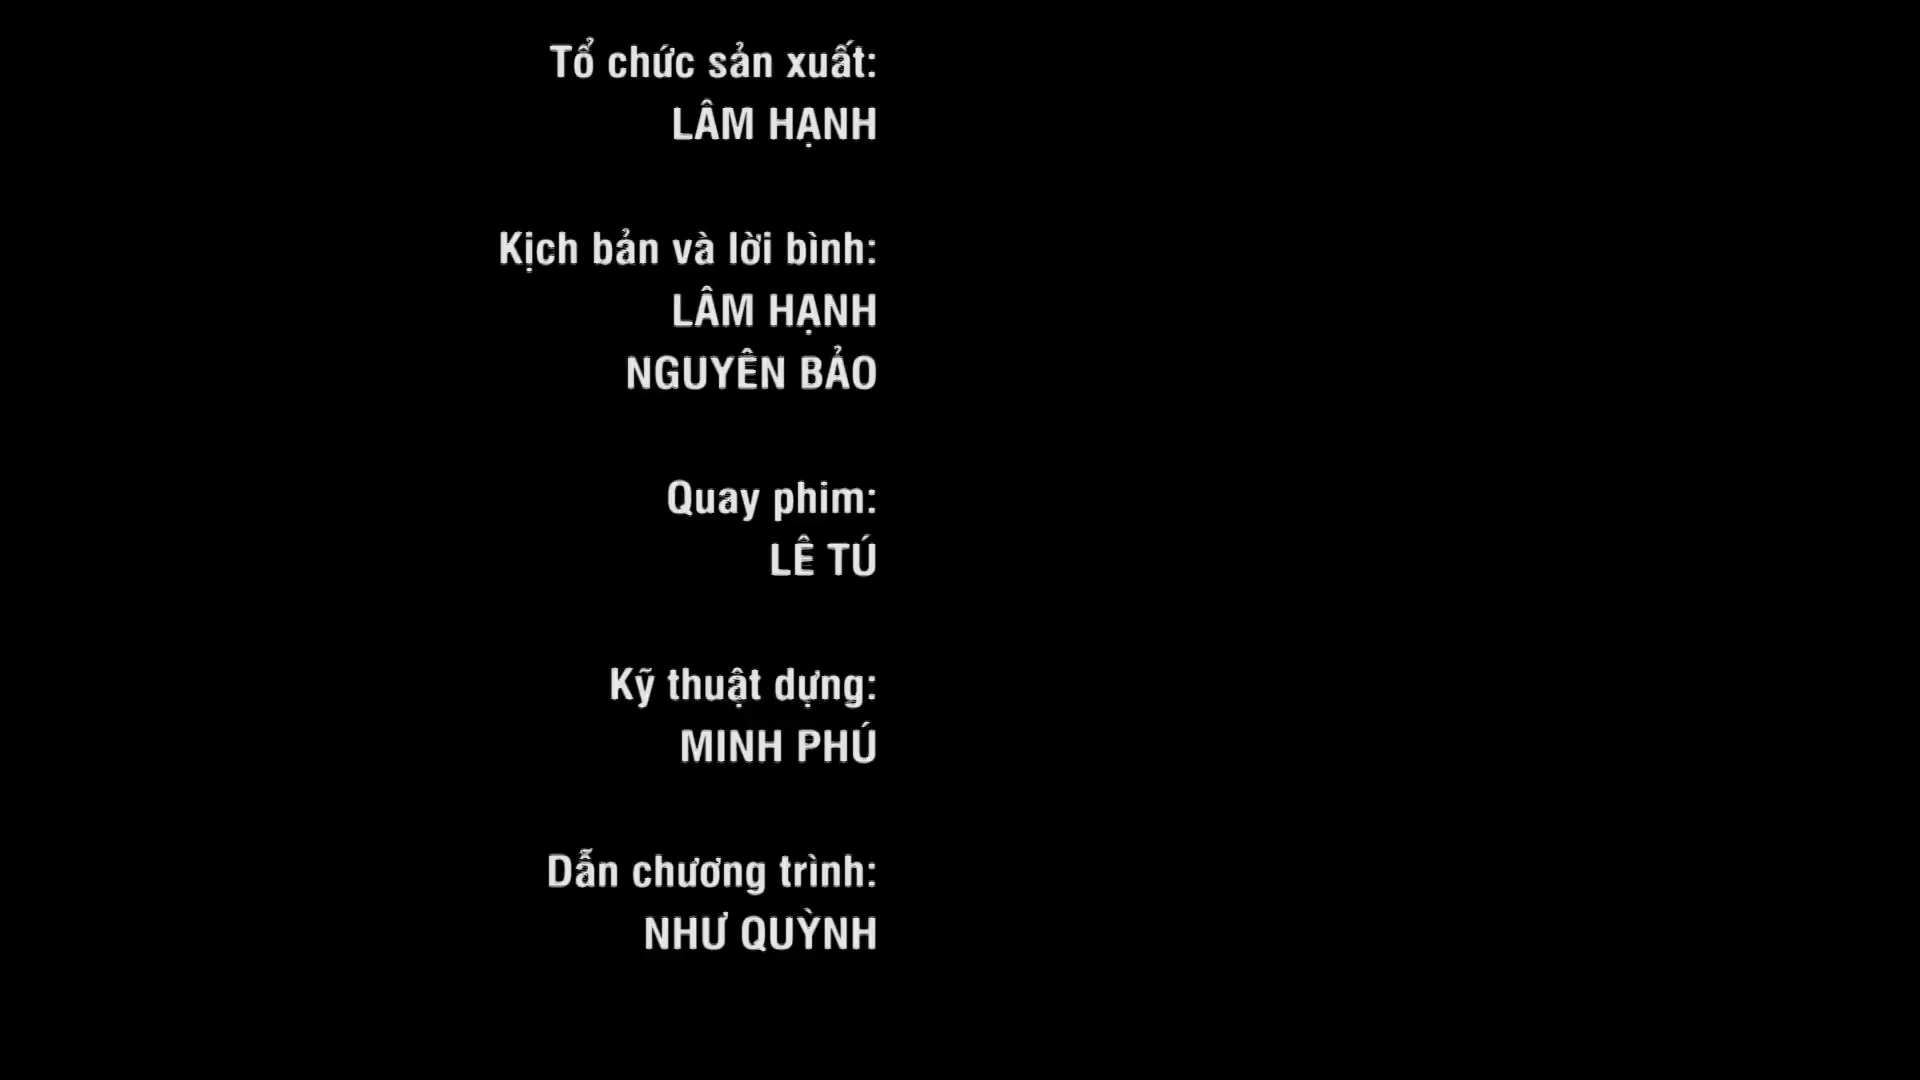 Tổ chức sản xuất:
LÂM HẠNH
Kịch bản và lời bình:
LÂM HẠNH
NGUYÊN BẢO
Quay phim:
LÊ TÚ
Kỹ thuật dựng:
MINH PHÚ
Dẫn chương trình:
NHƯ QUỲNH